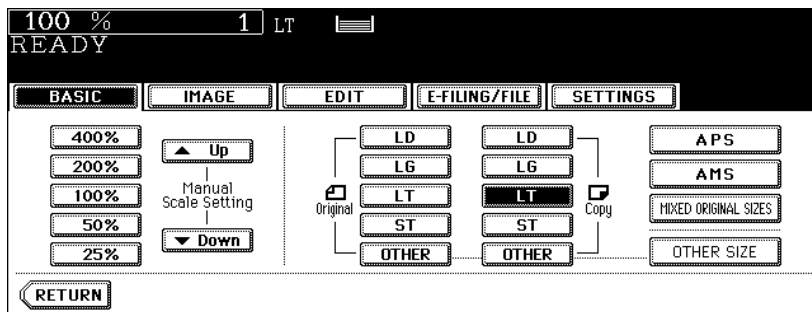 100 % 1 LT
READY
BASIC IMAGE EDIT E-FILING/FILE SETTINGS
400%
200%
100%
50%
25%
Up
Manual
Scale Setting
Down
Original
LD
LG
LT
ST
OTHER
LD
LG
LT
ST
OTHER
Copy
APS
AMS
MIXED ORIGINAL SIZES
OTHER SIZE
RETURN